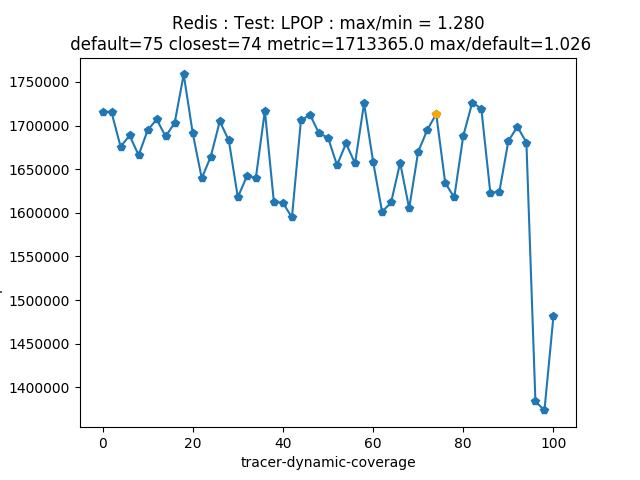 Redis : Test: LPOP : max/min = 1.280
default=75 closest=74 metric=1713365.0 max/default=1.026
1750000
1700000
1650000
1600000
1550000
1500000
1450000
1400000
0 20 40 60 80 100
tracer-dynamic-coverage